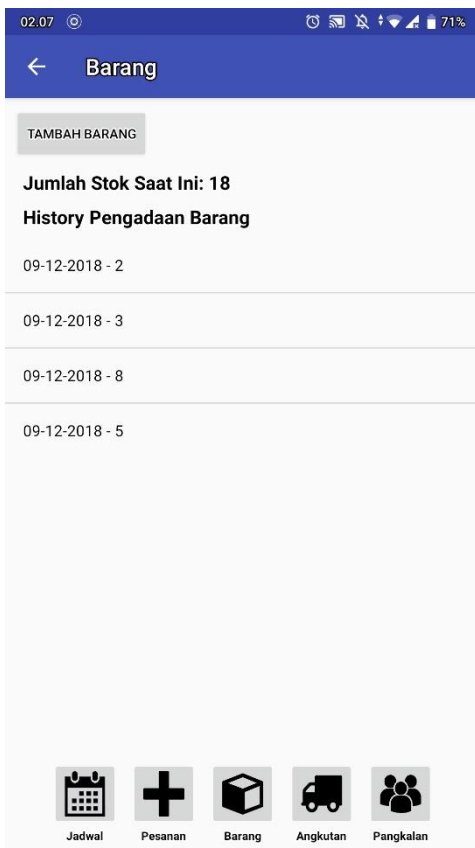 02.07 71%
Barang
TAMBAH BARANG
Jumlah Stok Saat Ini: 18
History Pengadaan Barang
09-12-2018 - 2
09-12-2018 - 3
09-12-2018 - 8
09-12-2018 - 5
Jadwal Pesanan Barang Angkutan Pangkalan